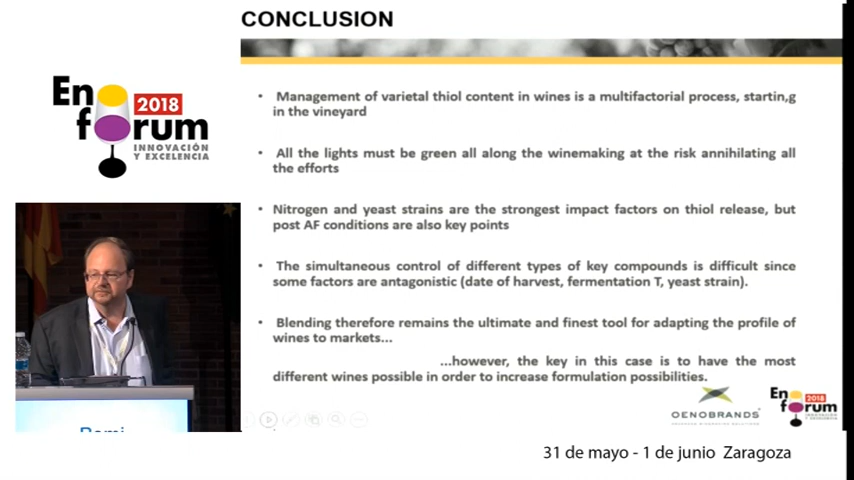 CONCLUSION
En
2018
forum
INNOVACIÓN
Y EXCELENCIA
• Management of varietal thiol content in wines is a multifactorial process, startin,g
in the vineyard
• All the lights must be green all along the winemaking at the risk annihilating all
the efforts
• Nitrogen and yeast strains are the strongest impact factors on thiol release, but
post AF conditions are also key points
• The simultaneous control of different types of key compounds is difficult since
some factors are antagonistic (date of harvest, fermentation T, yeast strain).
• Blending therefore remains the ultimate and finest tool for adapting the profile of
wines to markets...
...however, the key in this case is to have the most
different wines possible in order to increase formulation possibilities.
OENOBRANDS
En
2018
forum
31 de mayo - 1 de junio Zaragoza